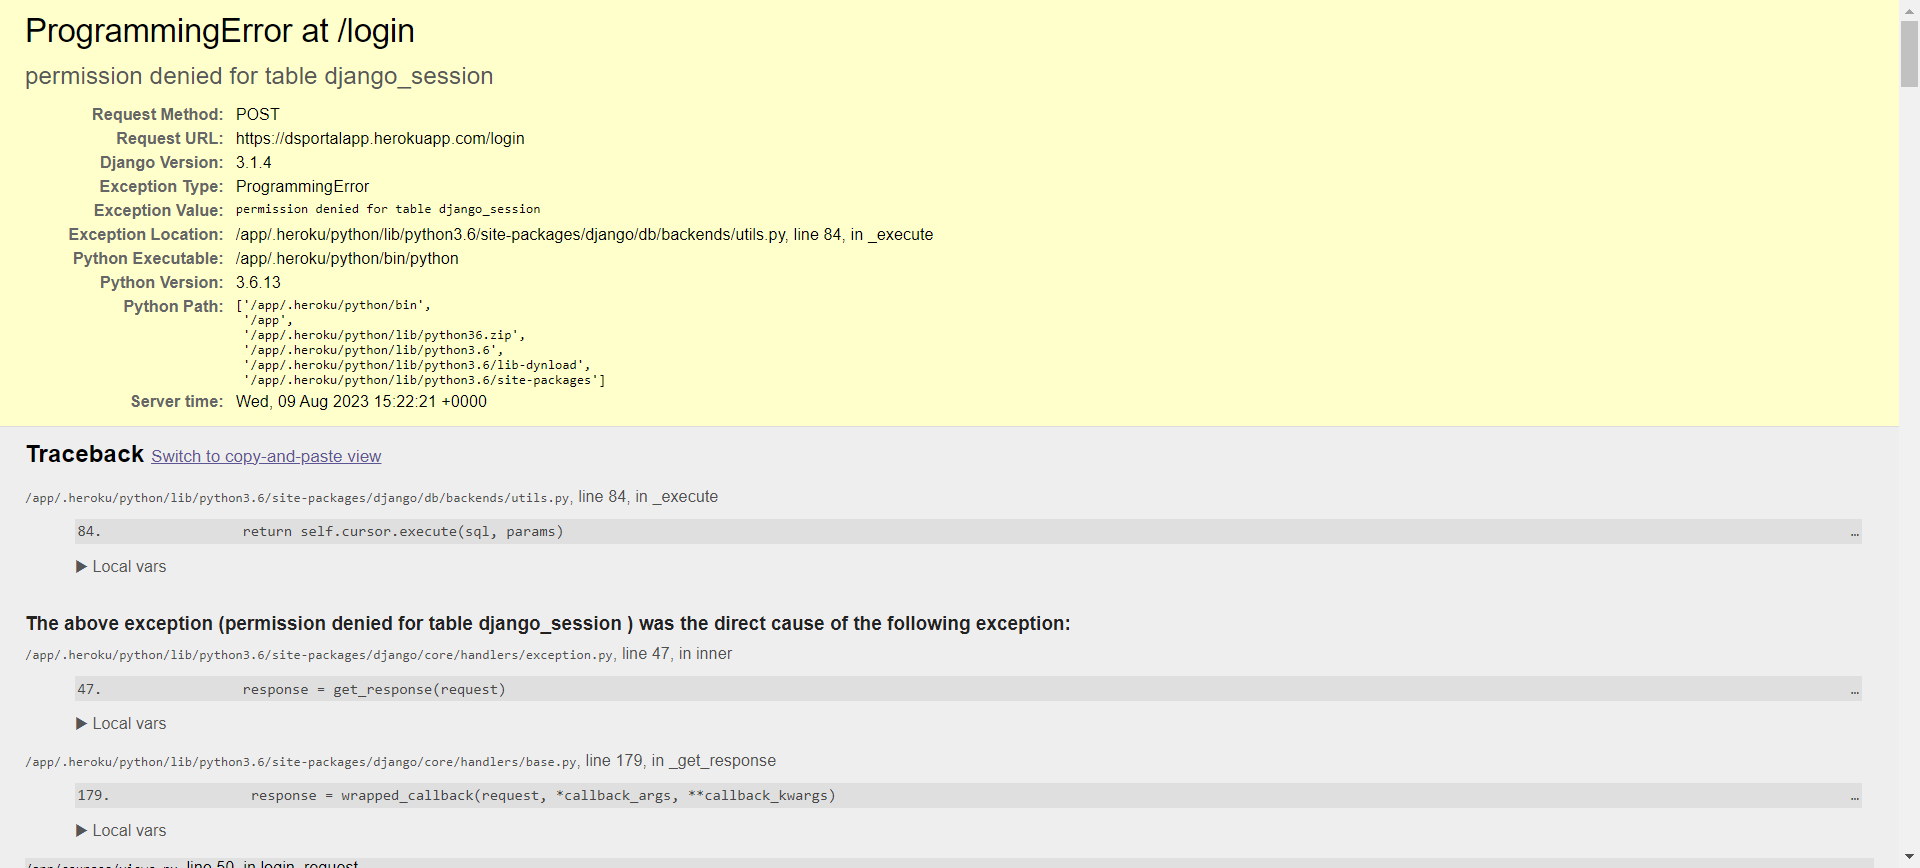 ProgrammingError at /login
permission denied for table django_session
Request Method: POST
Request URL: https://dsportalapp.herokuapp.com/login
Django Version: 3.1.4
Exception Type: ProgrammingError
Exception Value: permission denied for table django_session
Exception Location: /app/.heroku/python/lib/python3.6/site-packages/django/db/backends/utils.py, line 84, in _execute
Python Executable: /app/.heroku/python/bin/python
Python Version: 3.6.13
Python Path: ['/app/.heroku/python/bin',
'/app',
'/app/.heroku/python/lib/python36.zip',
'/app/.heroku/python/lib/python3.6',
'/app/.heroku/python/lib/python3.6/lib-dynload',
'/app/.heroku/python/lib/python3.6/site-packages']
Server time: Wed, 09 Aug 2023 15:22:21 +0000
Traceback Switch to copy-and-paste view
/app/.heroku/python/lib/python3.6/site-packages/django/db/backends/utils.py, line 84, in _execute
84. return self.cursor.execute(sql, params) …
▶ Local vars
The above exception (permission denied for table django_session ) was the direct cause of the following exception:
/app/.heroku/python/lib/python3.6/site-packages/django/core/handlers/exception.py, line 47, in inner
47. response = get_response(request) …
▶ Local vars
/app/.heroku/python/lib/python3.6/site-packages/django/core/handlers/base.py, line 179, in _get_response
179. response = wrapped_callback(request, *callback_args, **callback_kwargs) …
▶ Local vars
line 50, in login_request